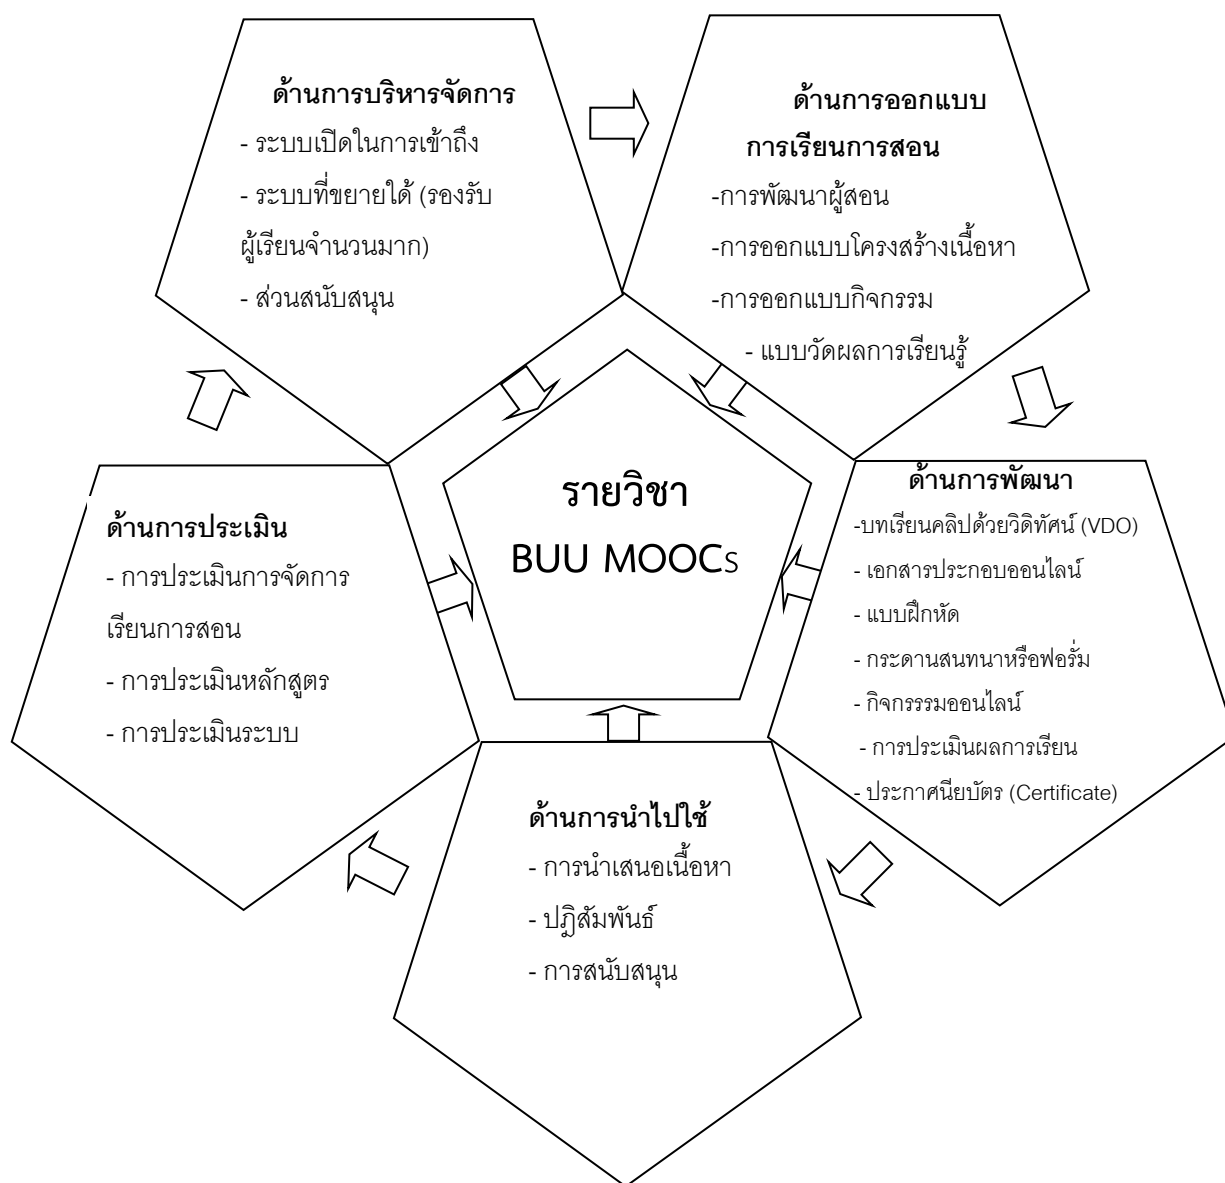 ด้านการบริหารจัดการ
- ระบบเปิดในการเข้าถึง
- ระบบที่ขยายใด้ (รองรับ
ผู้เรียนจำนวนมาก)
- ส่วนสนับสนุน
ด้านการออกแบบ
การเรียนการสอน
-การพัฒนาผู้สอน
-การออกแบบโครงสร้างเนื้อหา
-การออกแบบกิจกรรม
- แบบวัดผลการเรียนรู้
ด้านการพัฒนา
-บทเรียนคลิปด้วยวิดิทัศน์ (VDO)
- เอกสารประกอบออนไลน์
- แบบฝึกหัด
- กระดานสนทนาหรือฟอรั่ม
- กิจกรรรมออนไลน์
- การประเมินผลการเรียน
- ประกาศนียบัตร (Certificate)
ด้านการนำไปใช้
- การนำเสนอเนื้อหา
- ปฎิสัมพันธ์
- การสนับสนุน
ด้านการประเมิน
- การประเมินการจัดการ
เรียนการสอน
- การประเมินหลักสูตร
- การประเมินระบบ
รายวิชา
BUU MOOCs